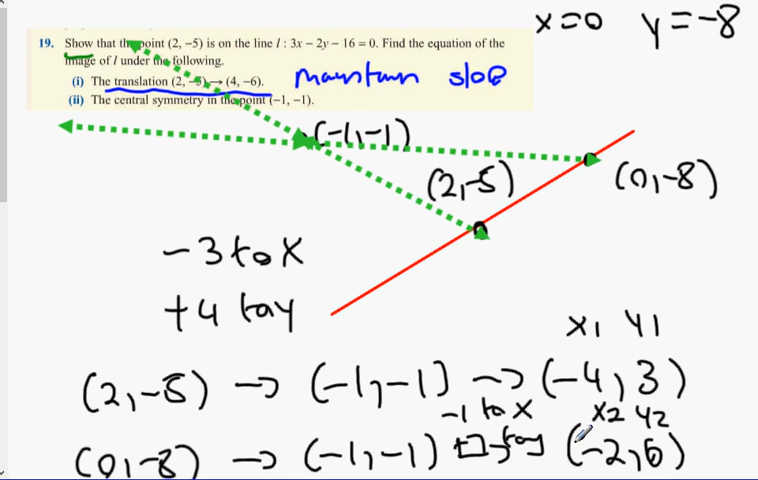 x=0 y=-8
19. Show that the point (2, −5) is on the line l : 3x − 2y − 16 = 0. Find the equation of the
image of l under the following.
(i) The translation (2, −5) → (4, −6). maintain slope
(ii) The central symmetry in the point (−1, −1).
(-1,-1)
(2,-5) (0,-8)
-3 to x
+4 to y
x1 y1
(2,-5) → (-1,-1) → (-4,3)
-1 to x x2 y2
(0,-8) → (-1,-1) +7 to y (-2,6)